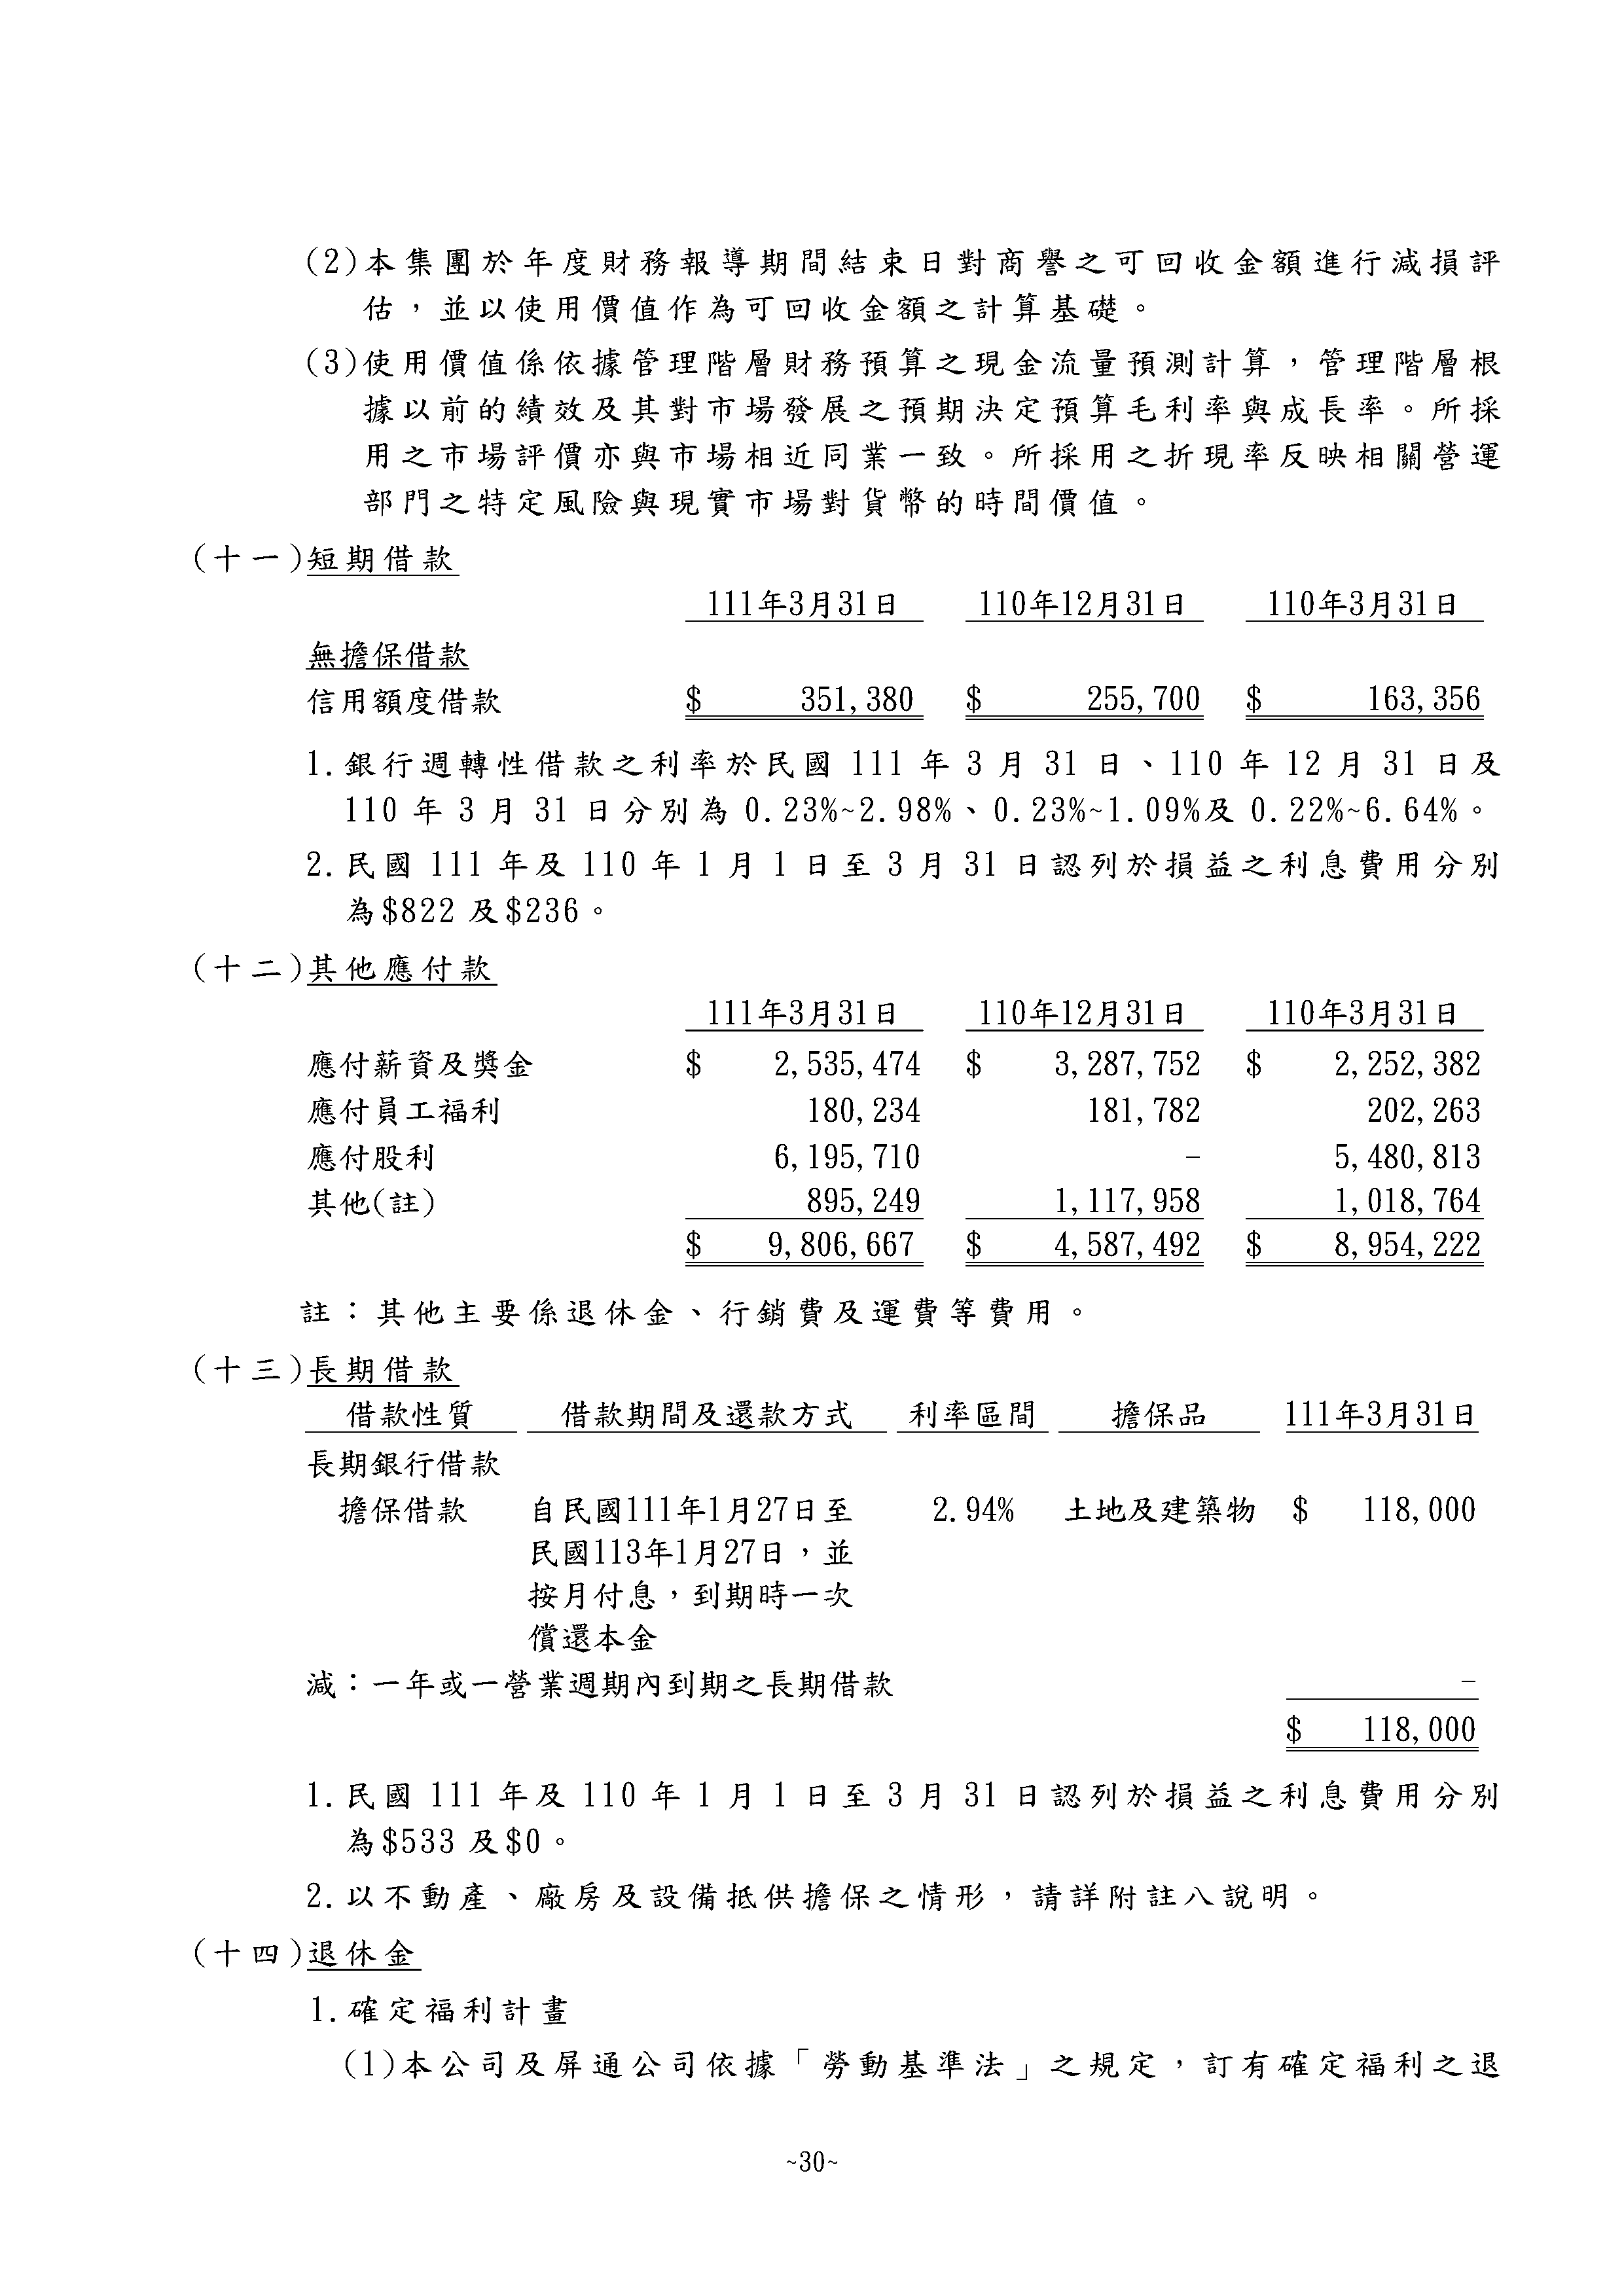 (2)本集團於年度財務報導期間結束日對商譽之可回收金額進行減損評
估，並以使用價值作為可回收金額之計算基礎。
(3)使用價值係依據管理階層財務預算之現金流量預測計算，管理階層根
據以前的績效及其對市場發展之預期決定預算毛利率與成長率。所採
用之市場評價亦與市場相近同業一致。所採用之折現率反映相關營運
部門之特定風險與現實市場對貨幣的時間價值。
(十一)短期借款
111年3月31日 110年12月31日 110年3月31日
無擔保借款
信用額度借款 $ 351,380 $ 255,700 $ 163,356
1.銀行週轉性借款之利率於民國 111 年 3 月 31 日、110 年 12 月 31 日及
110 年 3 月 31 日分別為 0.23%~2.98%、0.23%~1.09%及 0.22%~6.64%。
2.民國 111 年及 110 年 1 月 1 日至 3 月 31 日認列於損益之利息費用分別
為$822 及$236。
(十二)其他應付款
111年3月31日 110年12月31日 110年3月31日
應付薪資及獎金 $ 2,535,474 $ 3,287,752 $ 2,252,382
應付員工福利 180,234 181,782 202,263
應付股利 6,195,710 - 5,480,813
其他(註) 895,249 1,117,958 1,018,764
$ 9,806,667 $ 4,587,492 $ 8,954,222
註：其他主要係退休金、行銷費及運費等費用。
(十三)長期借款
借款性質 借款期間及還款方式 利率區間 擔保品 111年3月31日
長期銀行借款
擔保借款 自民國111年1月27日至 2.94% 土地及建築物 $ 118,000
民國113年1月27日，並
按月付息，到期時一次
償還本金
減：一年或一營業週期內到期之長期借款 -
$ 118,000
1.民國 111 年及 110 年 1 月 1 日至 3 月 31 日認列於損益之利息費用分別
為$533 及$0。
2.以不動產、廠房及設備抵供擔保之情形，請詳附註八說明。
(十四)退休金
1.確定福利計畫
(1)本公司及屏通公司依據「勞動基準法」之規定，訂有確定福利之退
~30~